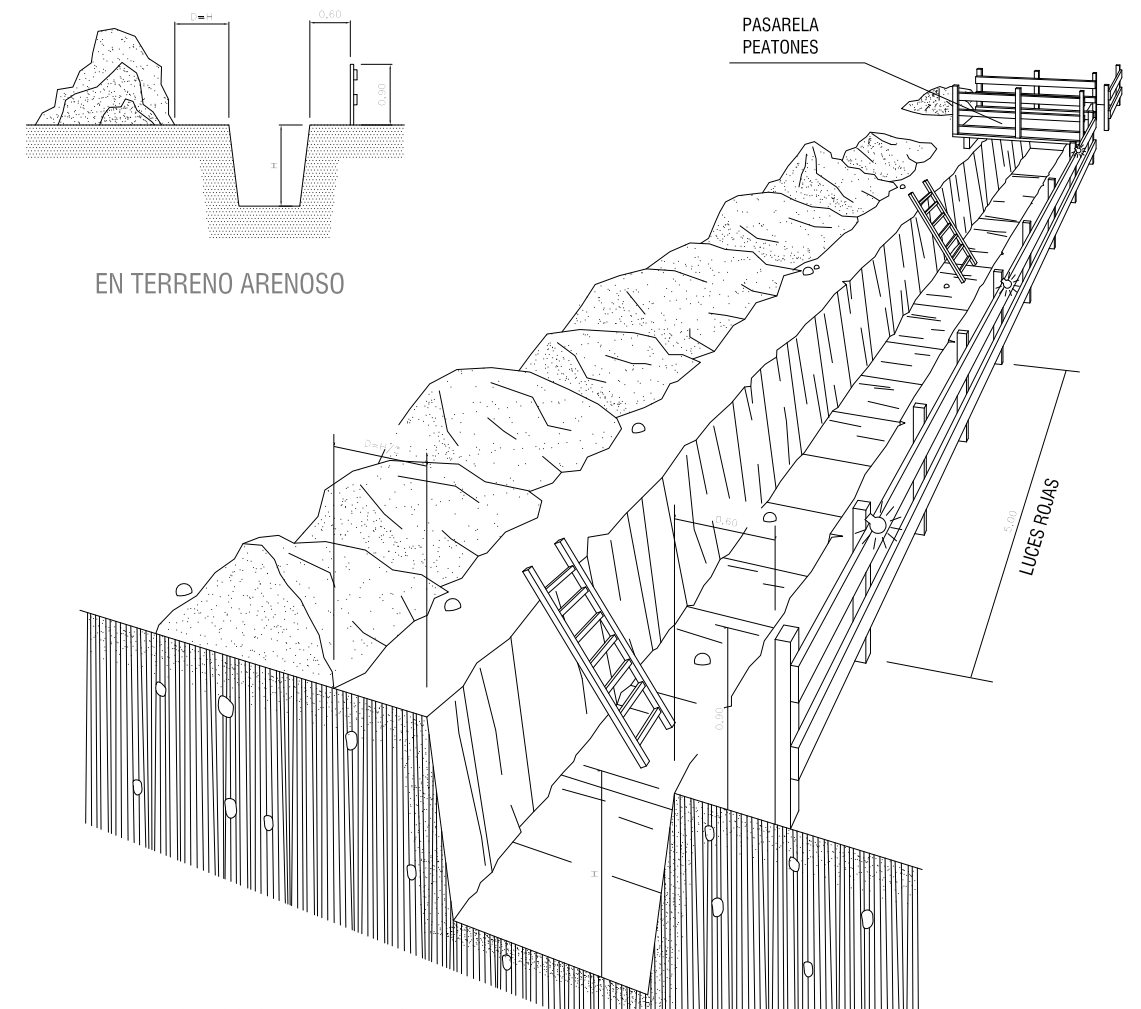 D=H
0.60
0.90
H
EN TERRENO ARENOSO
PASARELA
PEATONES
0.60
5.00
LUCES ROJAS
0.90
H